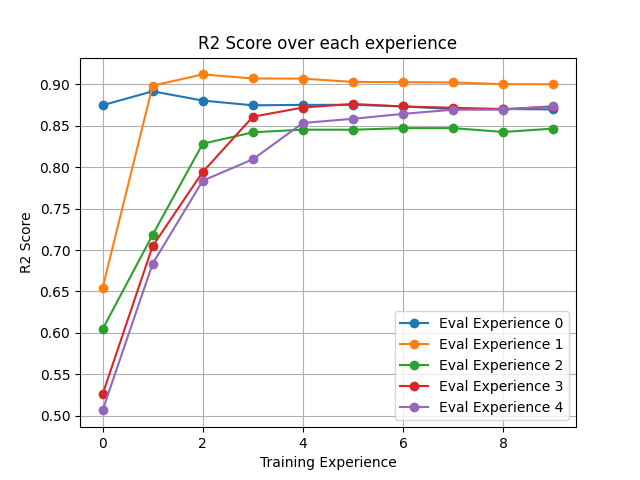 R2 Score over each experience
0.90
0.85
0.80
0.75
0.70
0.65
0.60
0.55
0.50
R2 Score
Eval Experience 0
Eval Experience 1
Eval Experience 2
Eval Experience 3
Eval Experience 4
0 2 4 6 8
Training Experience